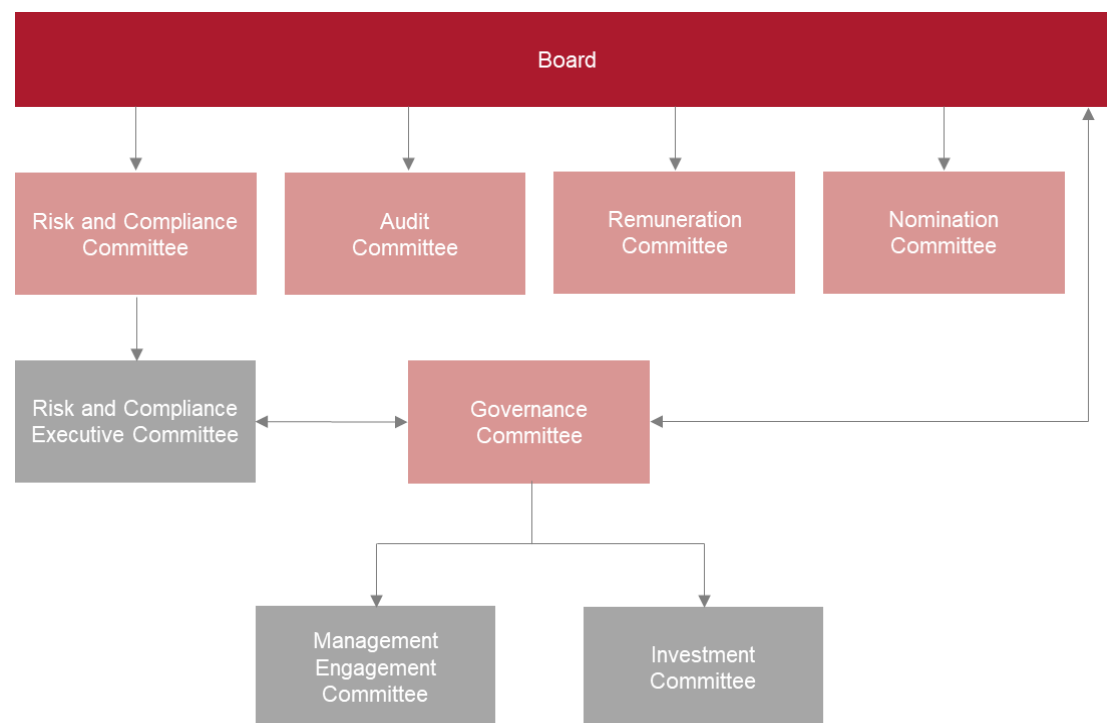 Board
Risk and Compliance
Committee
Audit
Committee
Remuneration
Committee
Nomination
Committee
Risk and Compliance
Executive Committee
Governance
Committee
Management
Engagement
Committee
Investment
Committee